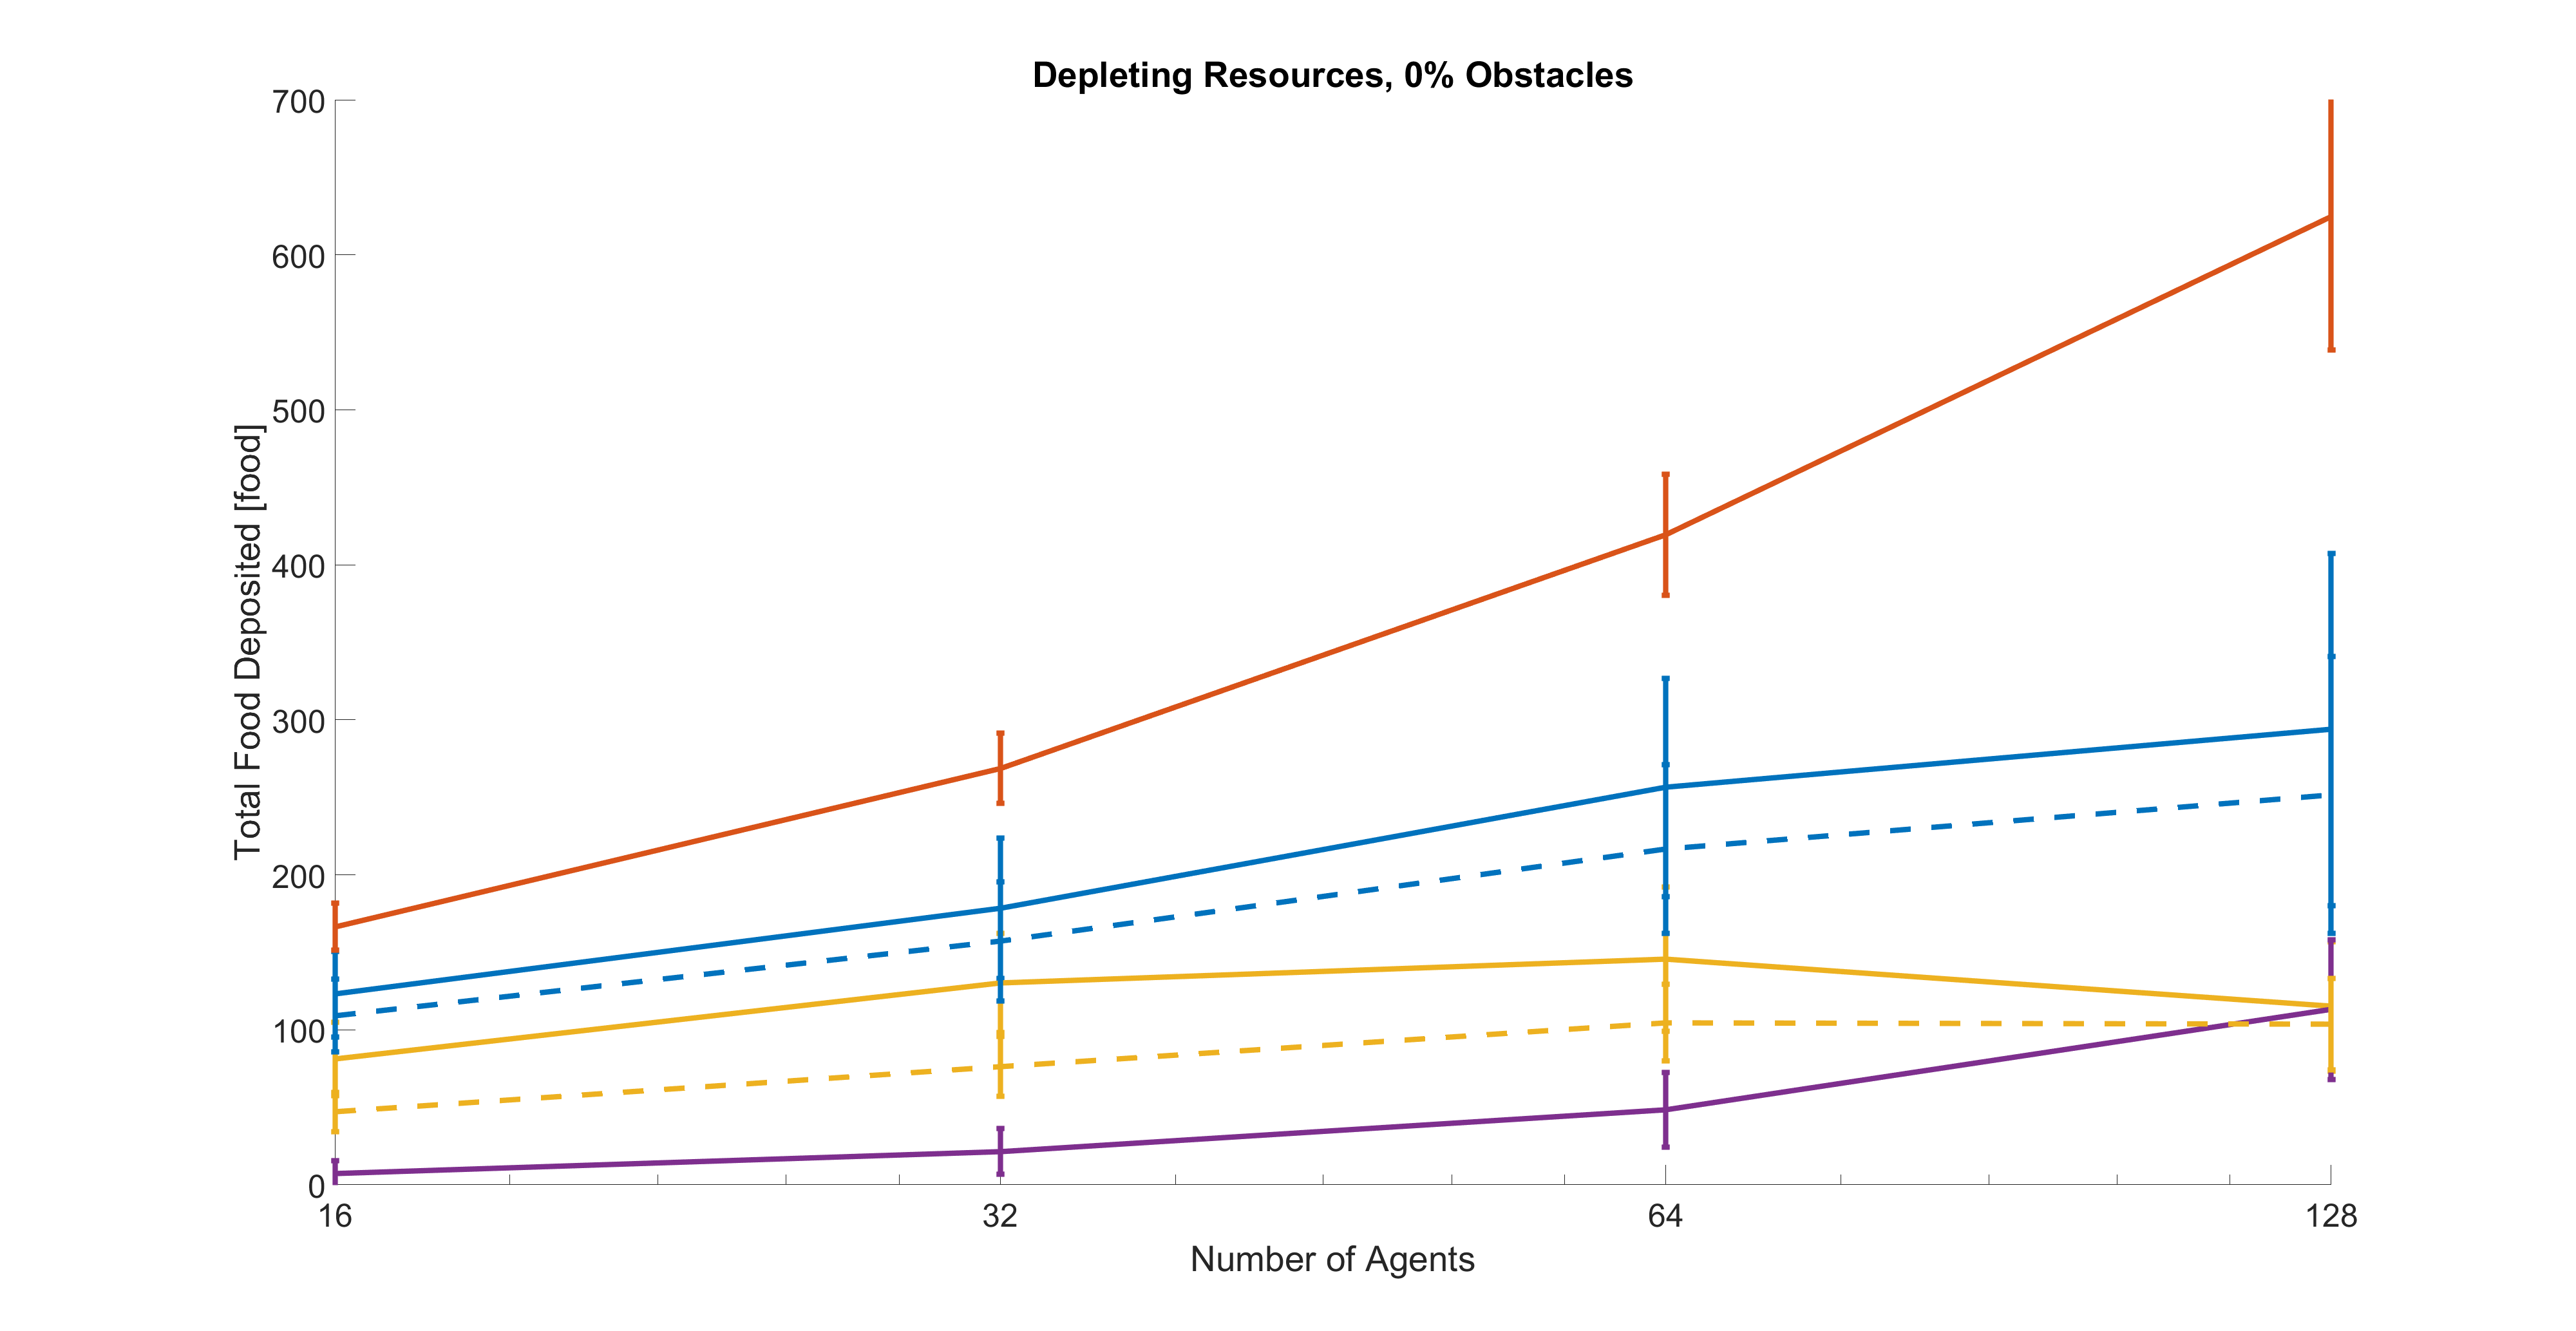 Depleting Resources, 0% Obstacles
700
600
500
400
300
200
100
0
Total Food Deposited [food]
16 32 64 128
Number of Agents